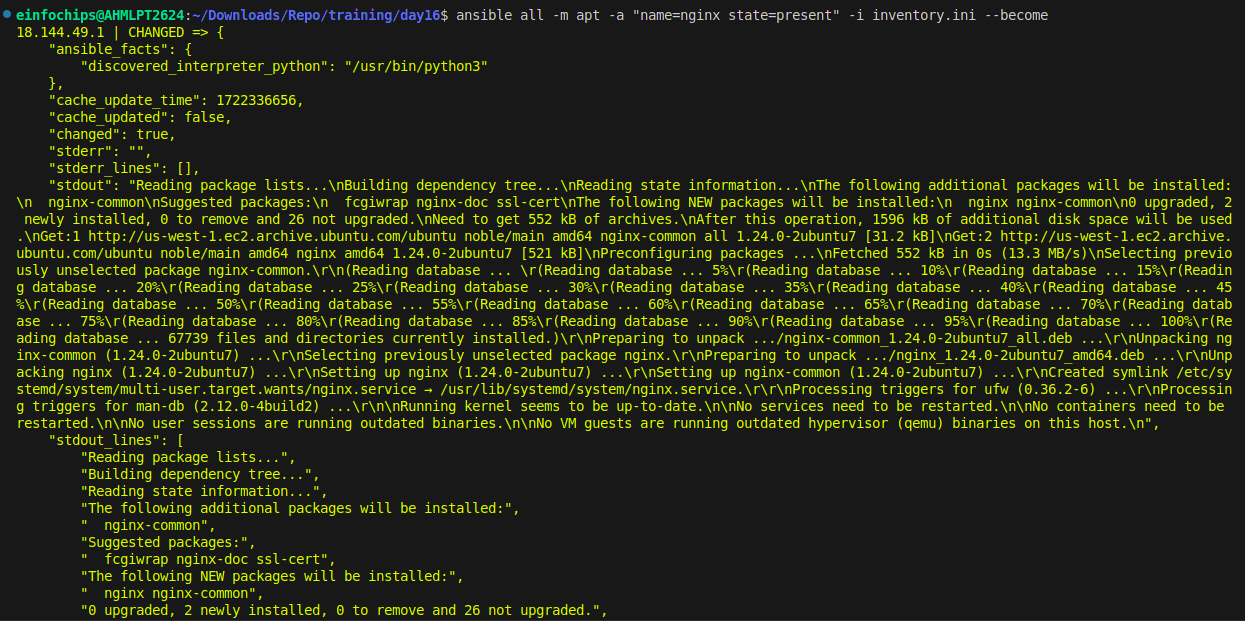 einfochips@AHMLPT2624:~/Downloads/Repo/training/day16$ ansible all -m apt -a "name=nginx state=present" -i inventory.ini --become
18.144.49.1 | CHANGED => {
    "ansible_facts": {
        "discovered_interpreter_python": "/usr/bin/python3"
    },
    "cache_update_time": 1722336656,
    "cache_updated": false,
    "changed": true,
    "stderr": "",
    "stderr_lines": [],
    "stdout": "Reading package lists...\nBuilding dependency tree...\nReading state information...\nThe following additional packages will be installed:
\n  nginx-common\nSuggested packages:\n  fcgiwrap nginx-doc ssl-cert\nThe following NEW packages will be installed:\n  nginx nginx-common\n0 upgraded, 2
 newly installed, 0 to remove and 26 not upgraded.\nNeed to get 552 kB of archives.\nAfter this operation, 1596 kB of additional disk space will be used
.\nGet:1 http://us-west-1.ec2.archive.ubuntu.com/ubuntu noble/main amd64 nginx-common all 1.24.0-2ubuntu7 [31.2 kB]\nGet:2 http://us-west-1.ec2.archive.
ubuntu.com/ubuntu noble/main amd64 nginx amd64 1.24.0-2ubuntu7 [521 kB]\nPreconfiguring packages ...\nFetched 552 kB in 0s (13.3 MB/s)\nSelecting previo
usly unselected package nginx-common.\r\n(Reading database ... \r(Reading database ... 5%\r(Reading database ... 10%\r(Reading database ... 15%\r(Readin
g database ... 20%\r(Reading database ... 25%\r(Reading database ... 30%\r(Reading database ... 35%\r(Reading database ... 40%\r(Reading database ... 45
%\r(Reading database ... 50%\r(Reading database ... 55%\r(Reading database ... 60%\r(Reading database ... 65%\r(Reading database ... 70%\r(Reading datab
ase ... 75%\r(Reading database ... 80%\r(Reading database ... 85%\r(Reading database ... 90%\r(Reading database ... 95%\r(Reading database ... 100%\r(Re
ading database ... 67739 files and directories currently installed.)\r\nPreparing to unpack .../nginx-common_1.24.0-2ubuntu7_all.deb ...\r\nUnpacking ng
inx-common (1.24.0-2ubuntu7) ...\r\nSelecting previously unselected package nginx.\r\nPreparing to unpack .../nginx_1.24.0-2ubuntu7_amd64.deb ...\r\nUnp
acking nginx (1.24.0-2ubuntu7) ...\r\nSetting up nginx (1.24.0-2ubuntu7) ...\r\nSetting up nginx-common (1.24.0-2ubuntu7) ...\r\nCreated symlink /etc/sy
stemd/system/multi-user.target.wants/nginx.service → /usr/lib/systemd/system/nginx.service.\r\r\nProcessing triggers for ufw (0.36.2-6) ...\r\nProcessin
g triggers for man-db (2.12.0-4build2) ...\r\n\nRunning kernel seems to be up-to-date.\n\nNo services need to be restarted.\n\nNo containers need to be
restarted.\n\nNo user sessions are running outdated binaries.\n\nNo VM guests are running outdated hypervisor (qemu) binaries on this host.\n",
    "stdout_lines": [
        "Reading package lists...",
        "Building dependency tree...",
        "Reading state information...",
        "The following additional packages will be installed:",
        "  nginx-common",
        "Suggested packages:",
        "  fcgiwrap nginx-doc ssl-cert",
        "The following NEW packages will be installed:",
        "  nginx nginx-common",
        "0 upgraded, 2 newly installed, 0 to remove and 26 not upgraded.",